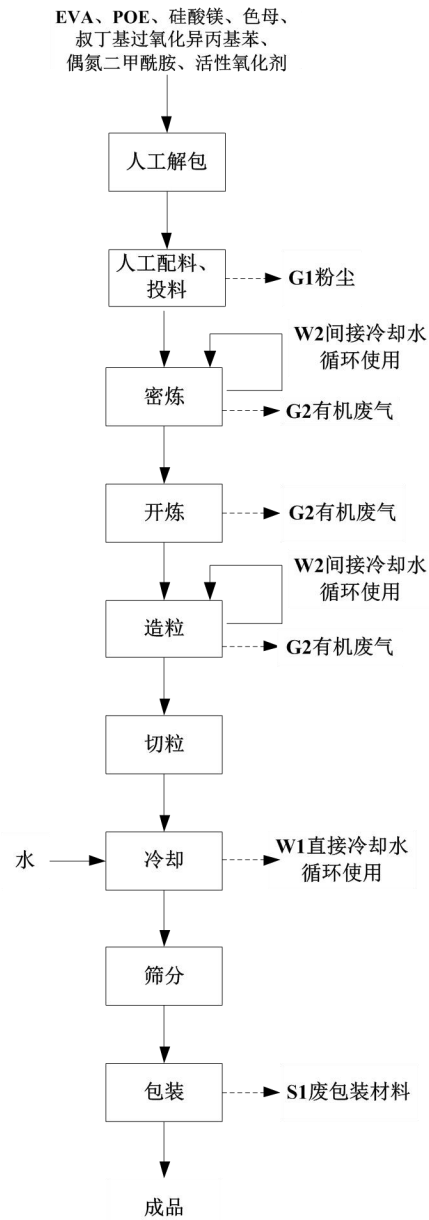 EVA、POE、硅酸镁、色母、
叔丁基过氧化异丙基苯、
偶氮二甲酰胺、活性氧化剂
人工解包
人工配料、
投料
G1粉尘
W2间接冷却水
循环使用
密炼
G2有机废气
开炼
G2有机废气
W2间接冷却水
循环使用
造粒
G2有机废气
切粒
水
冷却
W1直接冷却水
循环使用
筛分
包装
S1废包装材料
成品